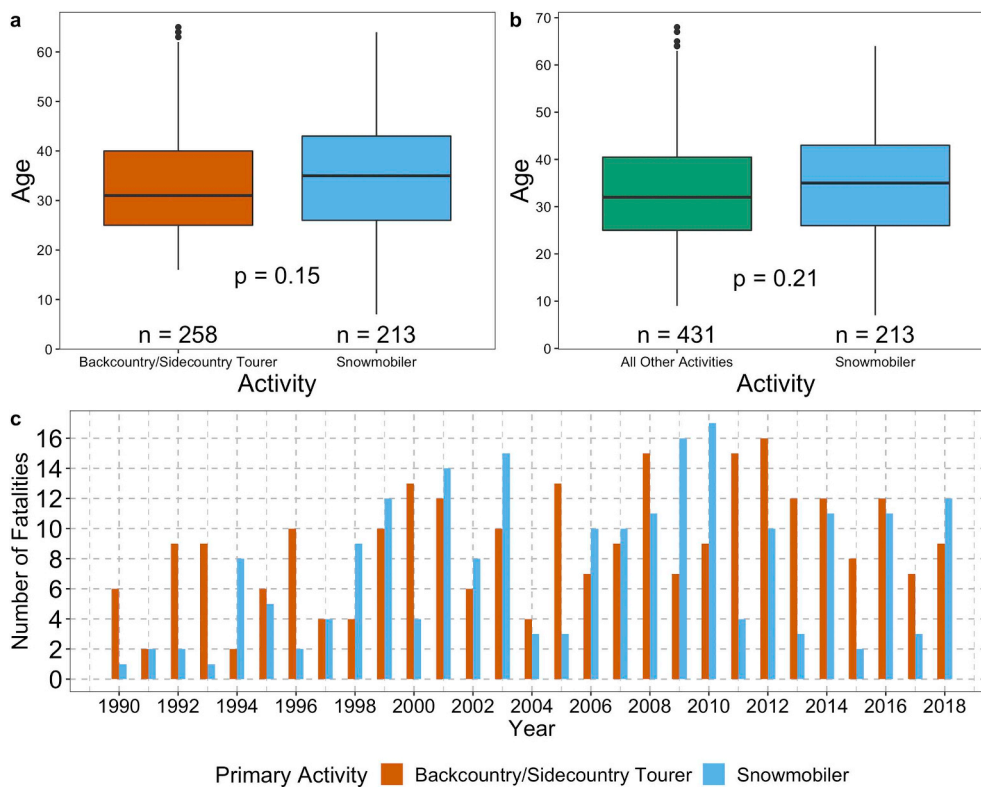 a
60
50
40
30
20
10
0
Age
p = 0.15
n = 258
n = 213
Backcountry/Sidecountry Tourer
Snowmobiler
Activity
b
70
60
50
40
30
20
10
0
Age
p = 0.21
n = 431
n = 213
All Other Activities
Snowmobiler
Activity
c
16
14
12
10
8
6
4
2
0
Number of Fatalities
1990 1992 1994 1996 1998 2000 2002 2004 2006 2008 2010 2012 2014 2016 2018
Year
Primary Activity Backcountry/Sidecountry Tourer Snowmobiler